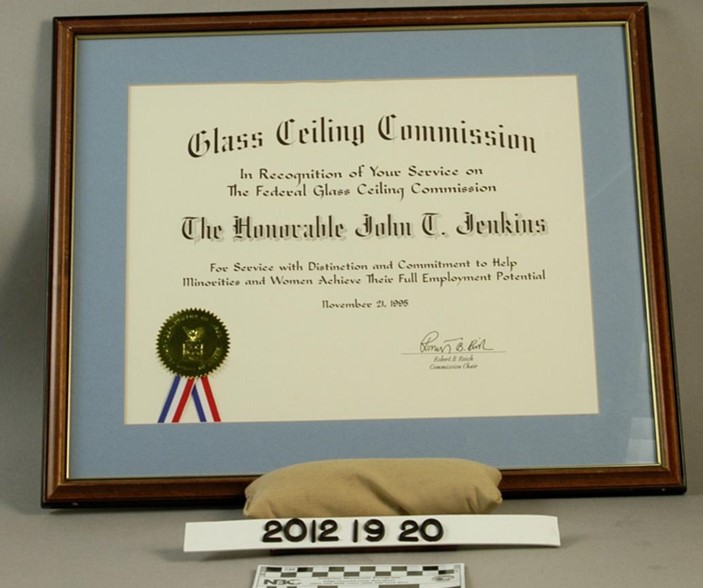 Glass Ceiling Commission
In Recognition of Your Service on
The Federal Glass Ceiling Commission
The Honorable John T. Jenkins
For Service with Distinction and Commitment to Help
Minorities and Women Achieve Their Full Employment Potential
November 21, 1995
Robert B. Reich
Commission Chair
2012 19 20